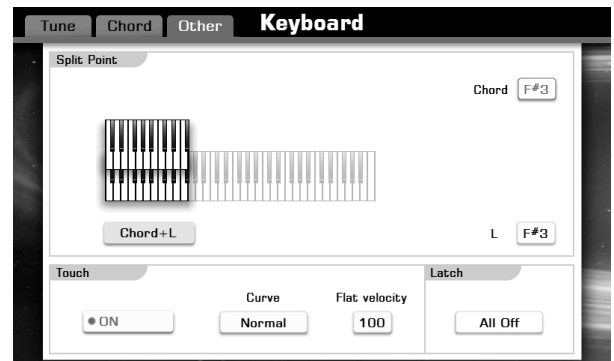 Tune Chord Other Keyboard
Split Point
Chord F#3
Chord+L L F#3
Touch Latch
Curve Flat velocity
ON Normal 100 All Off